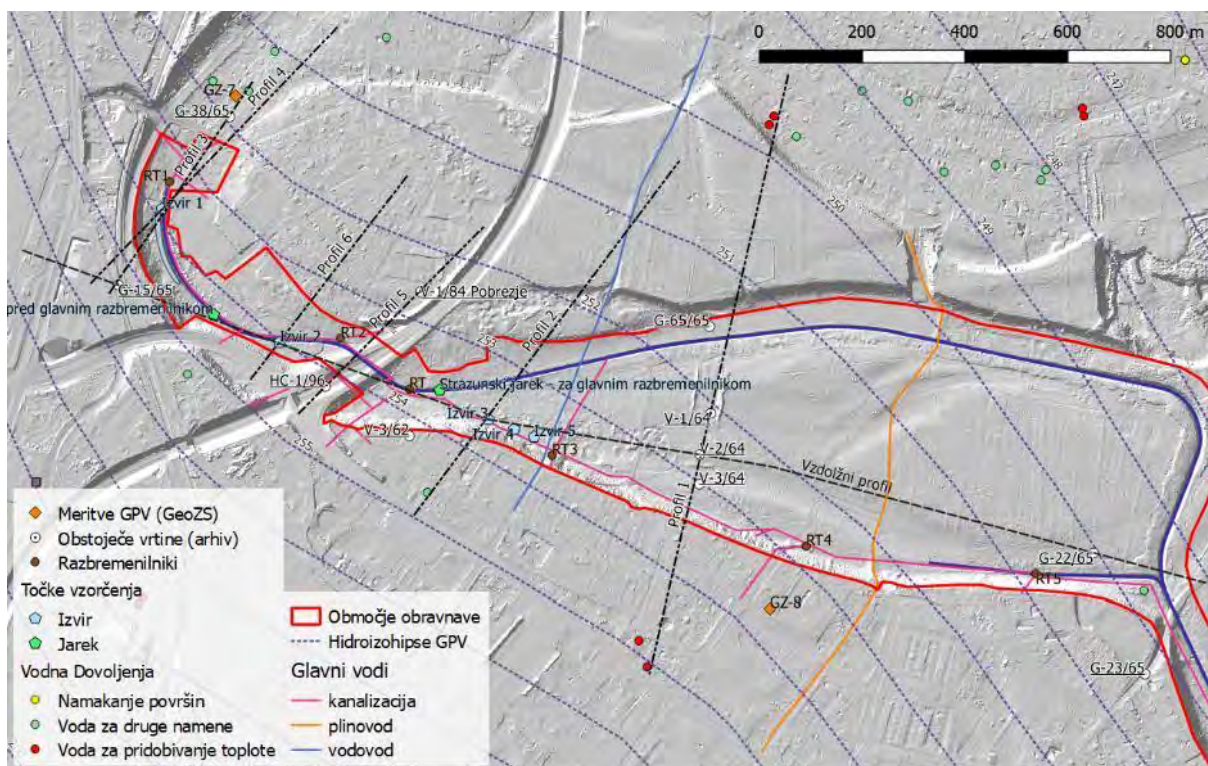 0 200 400 600 800 m
GZ-7
Profil 4
G-38/65
Profil 3
RT1
Izvir 1
247
248
249
250
251
252
253
254
255
Profil 6
G-15/65
V-1/84 Pobrezje
pred glavnim razbremenilnikom
Izvir 2
RT2
Profil 5
Profil 2
G-65/65
HC-1/96
RT
Strazunski jarek - za glavnim razbremenilnikom
Izvir 3
V-3/62
Izvir 4
Izvir 5
RT3
V-1/64
V-2/64
V-3/64
Vzdolžni profil
Profil 1
RT4
G-22/65
RT5
GZ-8
G-23/65
Meritve GPV (GeoZS)
Obstoječe vrtine (arhiv)
Razbremenilniki
Točke vzorčenja
Izvir
Jarek
Vodna Dovoljenja
Namakanje površin
Voda za druge namene
Voda za pridobivanje toplote
Območje obravnave
Hidroizohipse GPV
Glavni vodi
kanalizacija
plinovod
vodovod